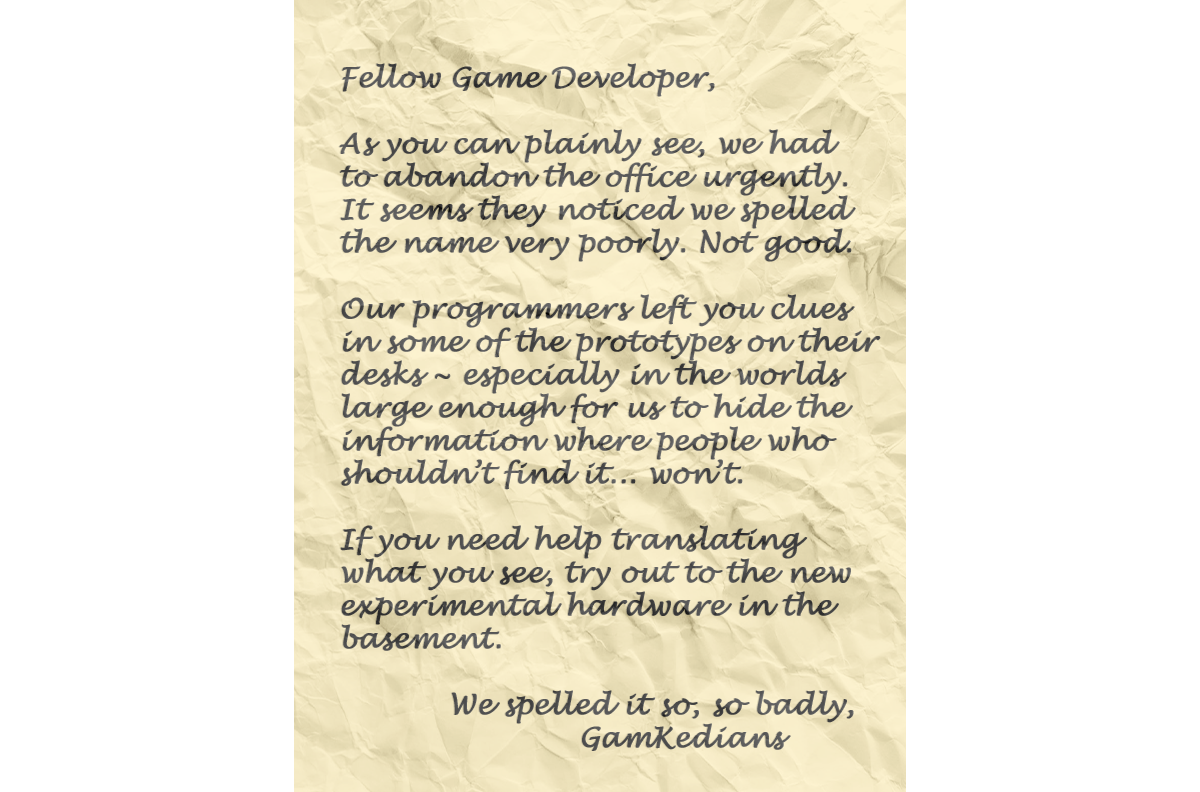 Fellow Game Developer,
As you can plainly see, we had
to abandon the office urgently.
It seems they noticed we spelled
the name very poorly. Not good.
Our programmers left you clues
in some of the prototypes on their
desks ~ especially in the worlds
large enough for us to hide the
information where people who
shouldn't find it... won't.
If you need help translating
what you see, try out to the new
experimental hardware in the
basement.
We spelled it so, so badly,
GamKedians